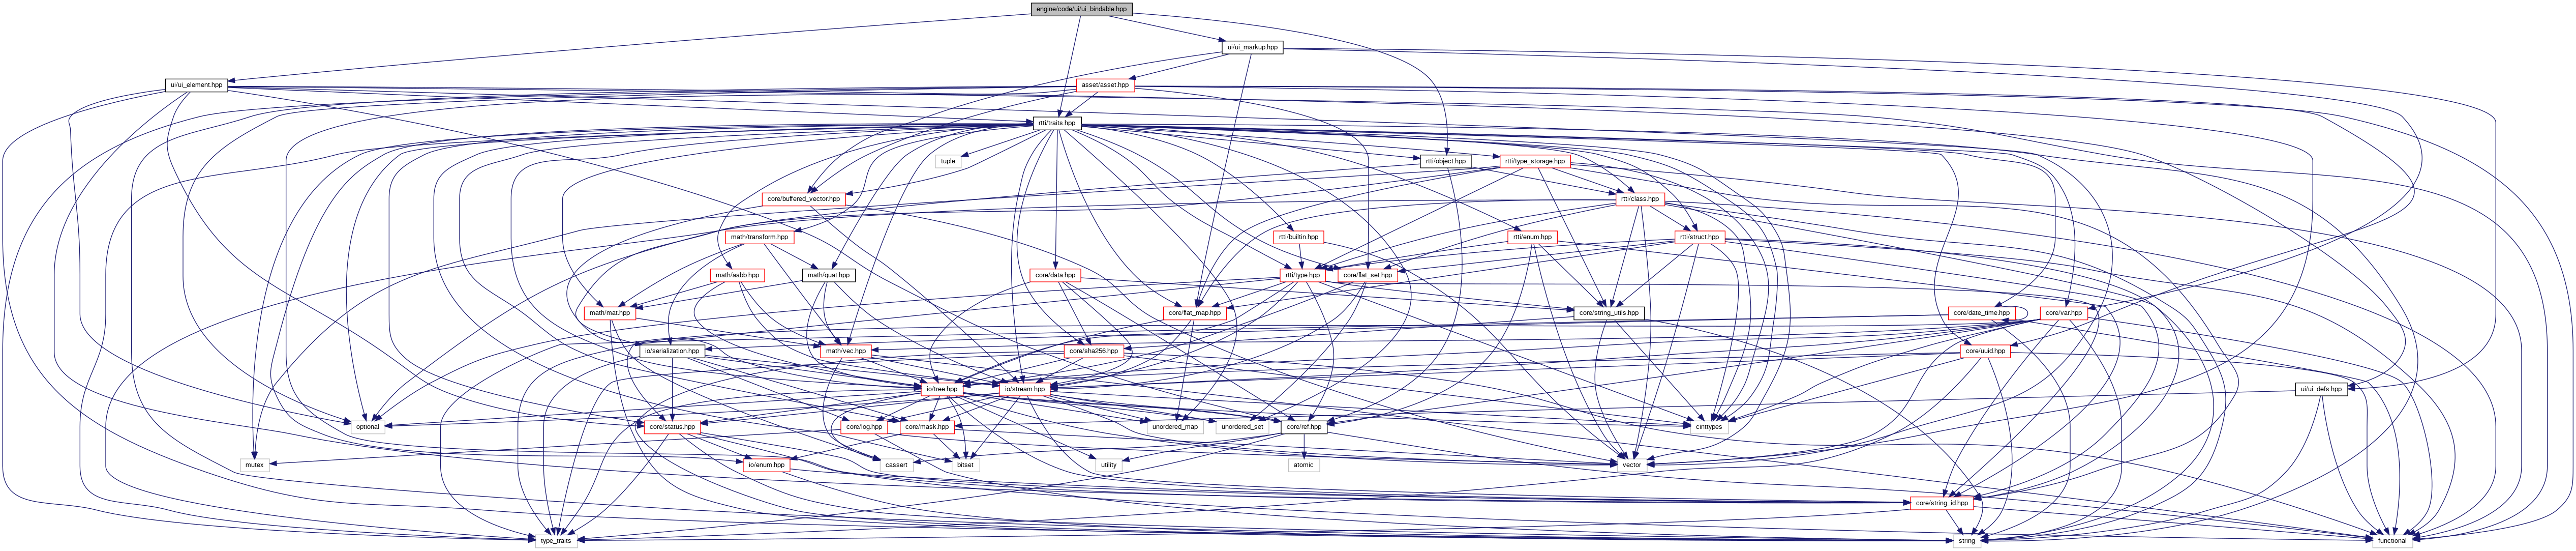 engine/code/ui/ui_bindable.hpp
ui/ui_markup.hpp
ui/ui_element.hpp
asset/asset.hpp
rtti/traits.hpp
tuple
rtti/object.hpp
rtti/type_storage.hpp
core/buffered_vector.hpp
rtti/class.hpp
math/transform.hpp
rtti/builtin.hpp
rtti/enum.hpp
rtti/struct.hpp
math/aabb.hpp
math/quat.hpp
core/data.hpp
rtti/type.hpp
core/flat_set.hpp
math/mat.hpp
core/flat_map.hpp
core/string_utils.hpp
core/date_time.hpp
core/var.hpp
io/serialization.hpp
math/vec.hpp
core/sha256.hpp
core/uuid.hpp
io/tree.hpp
io/stream.hpp
ui/ui_defs.hpp
optional
core/status.hpp
core/log.hpp
core/mask.hpp
unordered_map
unordered_set
core/ref.hpp
cinttypes
mutex
io/enum.hpp
cassert
bitset
utility
atomic
vector
core/string_id.hpp
type_traits
string
functional